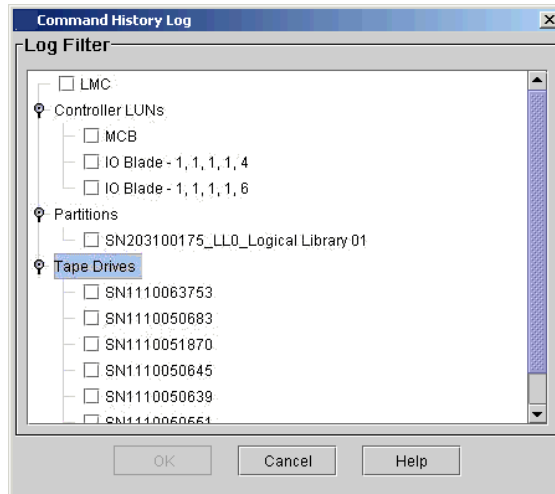 Command History Log
Log Filter
LMC
Controller LUNs
MCB
IO Blade - 1, 1, 1, 1, 4
IO Blade - 1, 1, 1, 1, 6
Partitions
SN203100175_LL0_Logical Library 01
Tape Drives
SN1110063753
SN1110050683
SN1110051870
SN1110050645
SN1110050639
OK
Cancel
Help